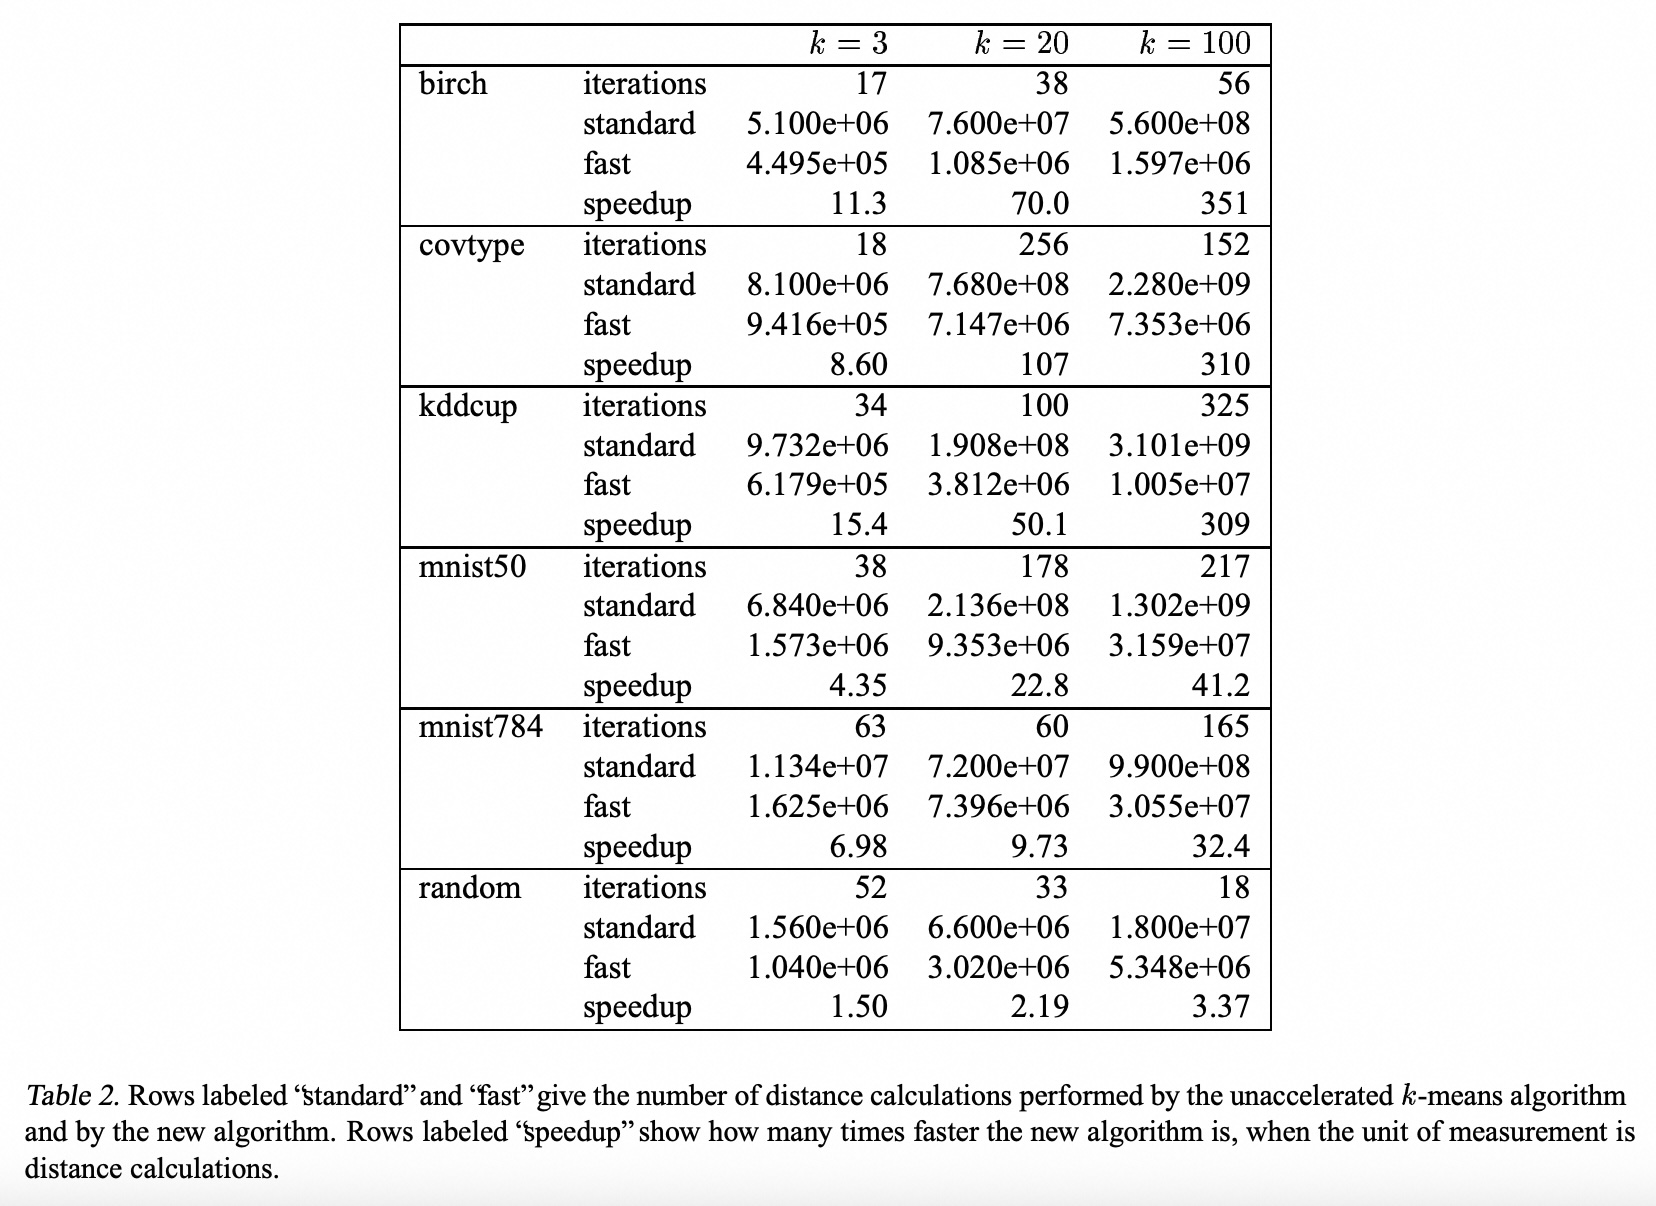 k = 3 k = 20 k = 100
birch iterations 17 38 56
standard 5.100e+06 7.600e+07 5.600e+08
fast 4.495e+05 1.085e+06 1.597e+06
speedup 11.3 70.0 351
covtype iterations 18 256 152
standard 8.100e+06 7.680e+08 2.280e+09
fast 9.416e+05 7.147e+06 7.353e+06
speedup 8.60 107 310
kddcup iterations 34 100 325
standard 9.732e+06 1.908e+08 3.101e+09
fast 6.179e+05 3.812e+06 1.005e+07
speedup 15.4 50.1 309
mnist50 iterations 38 178 217
standard 6.840e+06 2.136e+08 1.302e+09
fast 1.573e+06 9.353e+06 3.159e+07
speedup 4.35 22.8 41.2
mnist784 iterations 63 60 165
standard 1.134e+07 7.200e+07 9.900e+08
fast 1.625e+06 7.396e+06 3.055e+07
speedup 6.98 9.73 32.4
random iterations 52 33 18
standard 1.560e+06 6.600e+06 1.800e+07
fast 1.040e+06 3.020e+06 5.348e+06
speedup 1.50 2.19 3.37
Table 2. Rows labeled “standard” and “fast” give the number of distance calculations performed by the unaccelerated k-means algorithm
and by the new algorithm. Rows labeled “speedup” show how many times faster the new algorithm is, when the unit of measurement is
distance calculations.